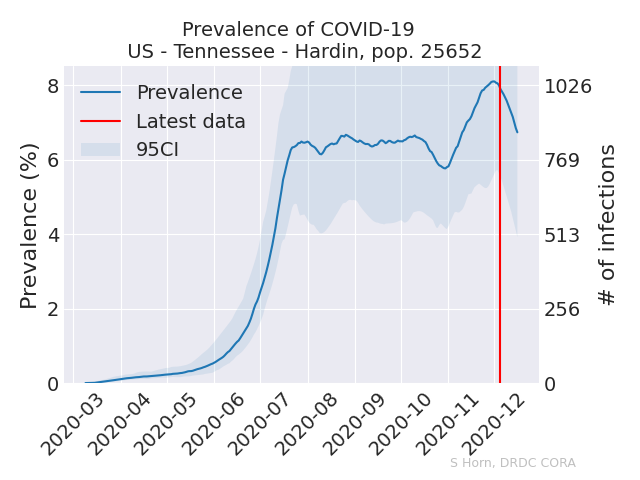 Prevalence of COVID-19
US - Tennessee - Hardin, pop. 25652
Prevalence
Latest data
95CI
Prevalence (%)
8
6
4
2
0
# of infections
1026
769
513
256
0
2020-03
2020-04
2020-05
2020-06
2020-07
2020-08
2020-09
2020-10
2020-11
2020-12
S Horn, DRDC CORA